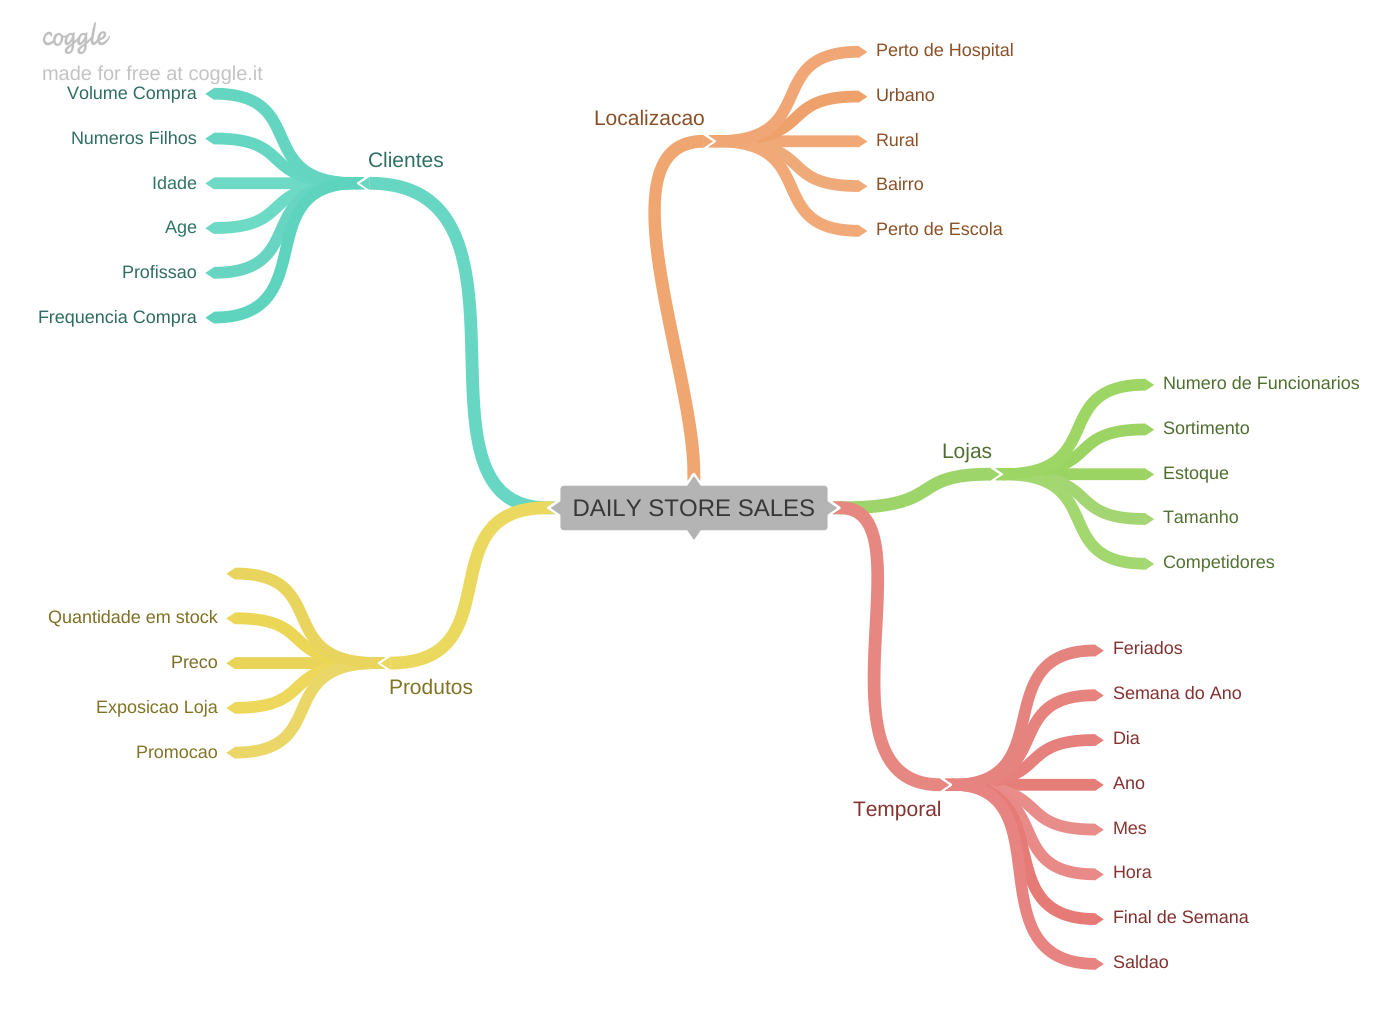 coggle
made for free at coggle.it
Volume Compra
Numeros Filhos
Idade
Age
Profissao
Frequencia Compra
Clientes
Localizacao
Perto de Hospital
Urbano
Rural
Bairro
Perto de Escola
DAILY STORE SALES
Lojas
Numero de Funcionarios
Sortimento
Estoque
Tamanho
Competidores
Quantidade em stock
Preco
Exposicao Loja
Promocao
Produtos
Temporal
Feriados
Semana do Ano
Dia
Ano
Mes
Hora
Final de Semana
Saldao